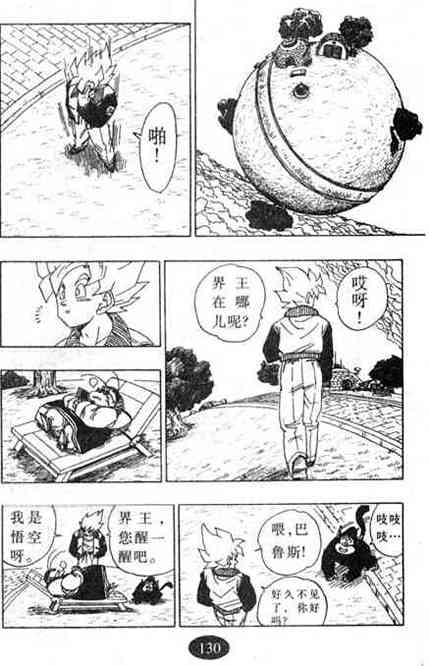 啪！
哎呀！
界王
在哪
儿呢？
吱吱
吱…
喂，巴
鲁斯！
好久不见
了，你好
吗？
界王，
您醒一
醒吧。
我是
悟空
呀。
130